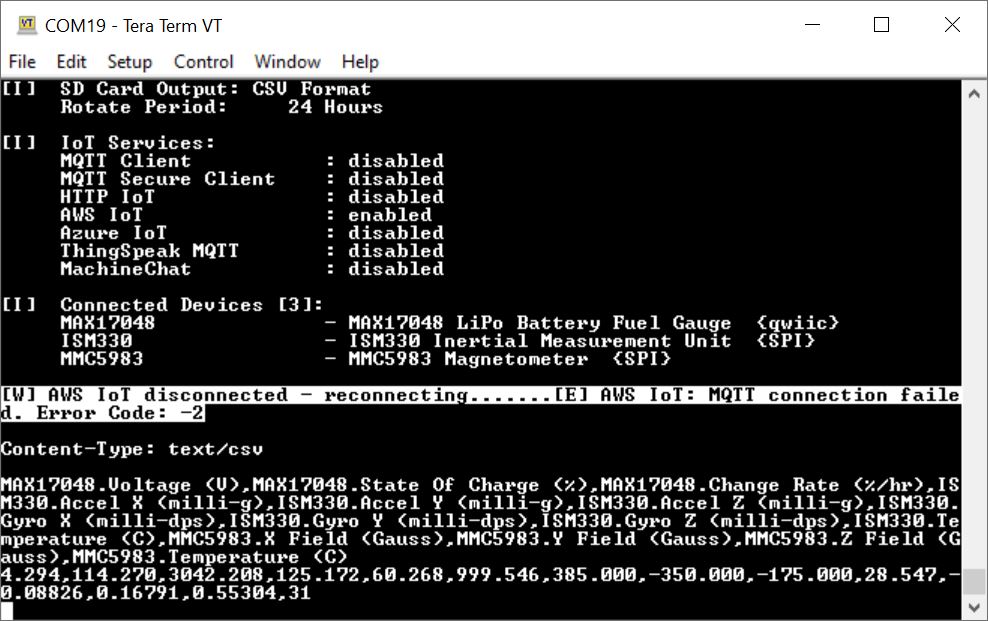 COM19 - Tera Term VT
File Edit Setup Control Window Help
[I] SD Card Output: CSV Format
Rotate Period: 24 Hours
[I] IoT Services:
MQTT Client : disabled
MQTT Secure Client : disabled
HTTP IoT : disabled
AWS IoT : enabled
Azure IoT : disabled
ThingSpeak MQTT : disabled
MachineChat : disabled
[I] Connected Devices [3]:
MAX17048 - MAX17048 LiPo Battery Fuel Gauge {qwiic}
ISM330 - ISM330 Inertial Measurement Unit {SPI}
MMC5983 - MMC5983 Magnetometer {SPI}
[W] AWS IoT disconnected - reconnecting.......[E] AWS IoT: MQTT connection faile
d. Error Code: -2
Content-Type: text/csv
MAX17048.Voltage (V),MAX17048.State Of Charge (%),MAX17048.Change Rate (%/hr),IS
M330.Accel X (milli-g),ISM330.Accel Y (milli-g),ISM330.Accel Z (milli-g),ISM330.
Gyro X (milli-dps),ISM330.Gyro Y (milli-dps),ISM330.Gyro Z (milli-dps),ISM330.Te
mperature (C),MMC5983.X Field (Gauss),MMC5983.Y Field (Gauss),MMC5983.Z Field (G
auss),MMC5983.Temperature (C)
4.294,114.270,3042.208,125.172,60.268,999.546,385.000,-350.000,-175.000,28.547,-
0.08826,0.16791,0.55304,31